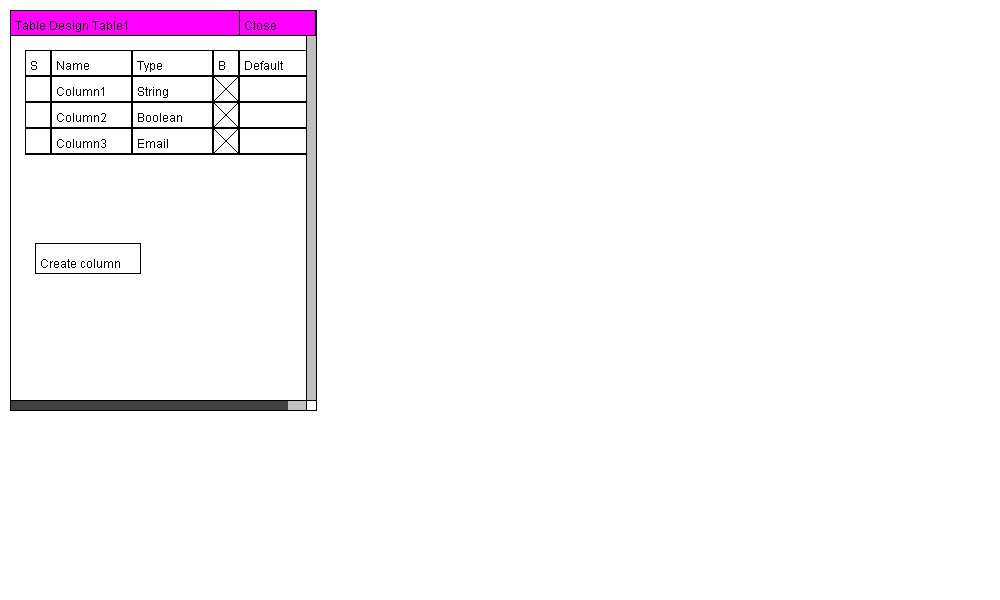 Table Design Table1 Close
S Name Type B Default
Column1 String
Column2 Boolean
Column3 Email
Create column